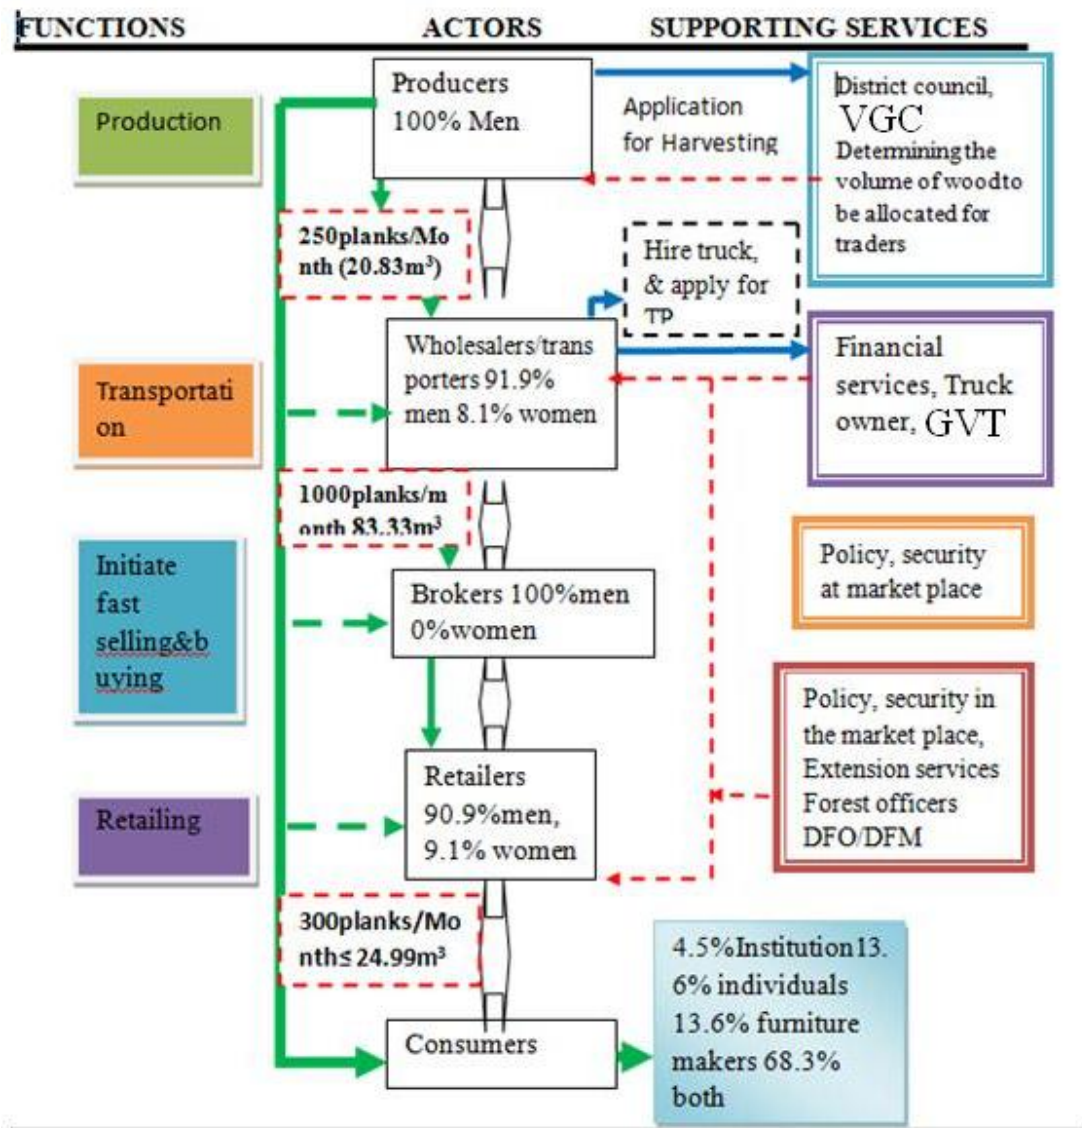 FUNCTIONS ACTORS SUPPORTING SERVICES
Production
Producers
100% Men
Application
for Harvesting
District council,
VGC
Determining the
volume of wood to
be allocated for
traders
250planks/Mo
nth (20.83m³)
Hire truck,
& apply for
TP
Transportati
on
Wholesalers/trans
porters 91.9%
men 8.1% women
Financial
services, Truck
owner, GVT
1000planks/m
onth 83.33m³
Policy, security
at market place
Initiate
fast
selling&b
uying
Brokers 100%men
0%women
Policy, security in
the market place,
Extension services
Forest officers
DFO/DFM
Retailing
Retailers
90.9%men,
9.1% women
300planks/Mo
nth≤ 24.99m³
Consumers
4.5%Institution13.
6% individuals
13.6% furniture
makers 68.3%
both